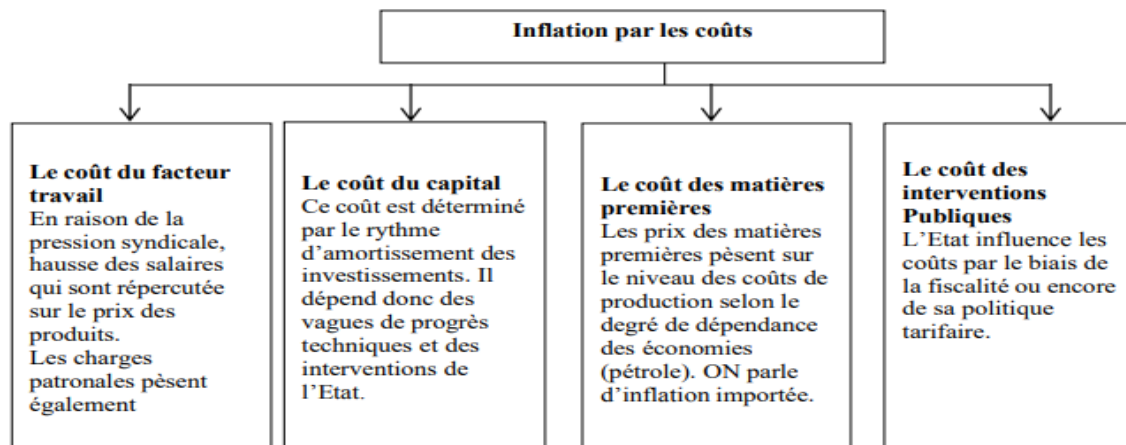 Inflation par les coûts
Le coût du facteur
travail
En raison de la
pression syndicale,
hausse des salaires
qui sont répercutée
sur le prix des
produits.
Les charges
patronales pèsent
également
Le coût du capital
Ce coût est déterminé
par le rythme
d’amortissement des
investissements. Il
dépend donc des
vagues de progrès
techniques et des
interventions de
l’Etat.
Le coût des matières
premières
Les prix des matières
premières pèsent sur
le niveau des coûts de
production selon le
degré de dépendance
des économies
(pétrole). ON parle
d’inflation importée.
Le coût des
interventions
Publiques
L’Etat influence les
coûts par le biais de
la fiscalité ou encore
de sa politique
tarifaire.